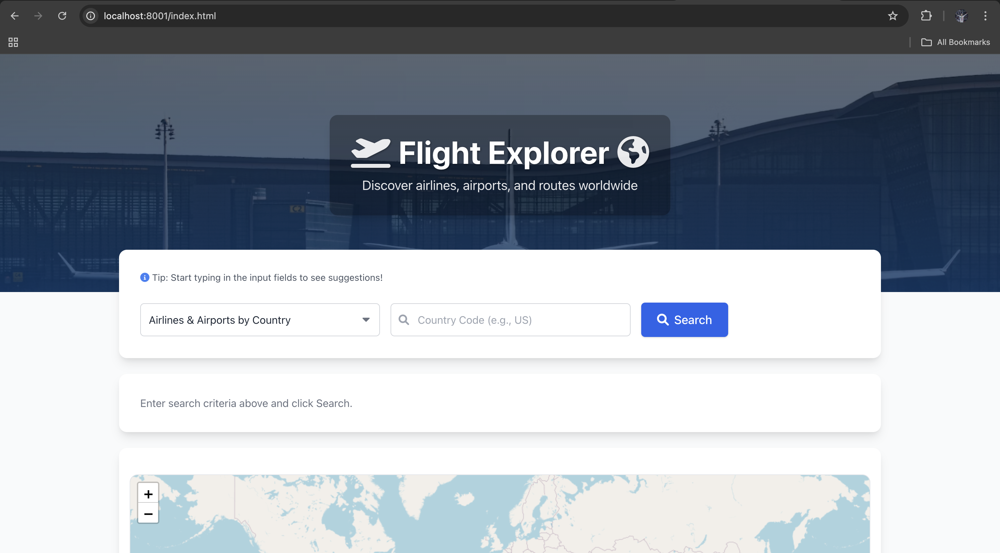 localhost:8001/index.html
All Bookmarks
Flight Explorer
Discover airlines, airports, and routes worldwide
C2
Tip: Start typing in the input fields to see suggestions!
Airlines & Airports by Country
Country Code (e.g., US)
Search
Enter search criteria above and click Search.
+
−